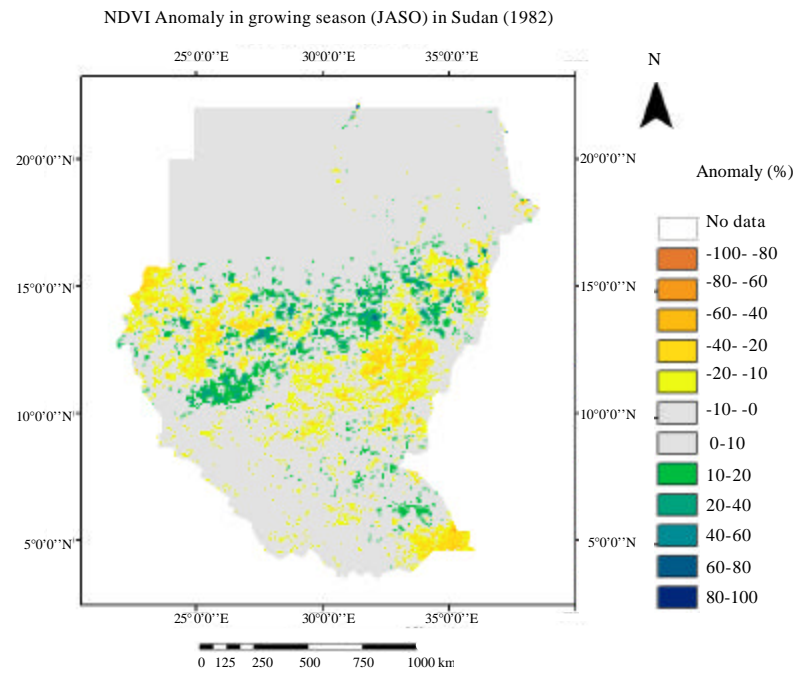 NDVI Anomaly in growing season (JASO) in Sudan (1982)
25°0'0''N 30°0'0''E 35°0'0''E
N
20°0'0''N 20°0'0''N
15°0'0''N 15°0'0''N
10°0'0''N 10°0'0''N
5°0'0''N 5°0'0''N
25°0'0''E 30°0'0''E 35°0'0''E
0 125 250 500 750 1000 km
Anomaly (%)
No data
-100- -80
-80- -60
-60- -40
-40- -20
-20- -10
-10- -0
0-10
10-20
20-40
40-60
60-80
80-100